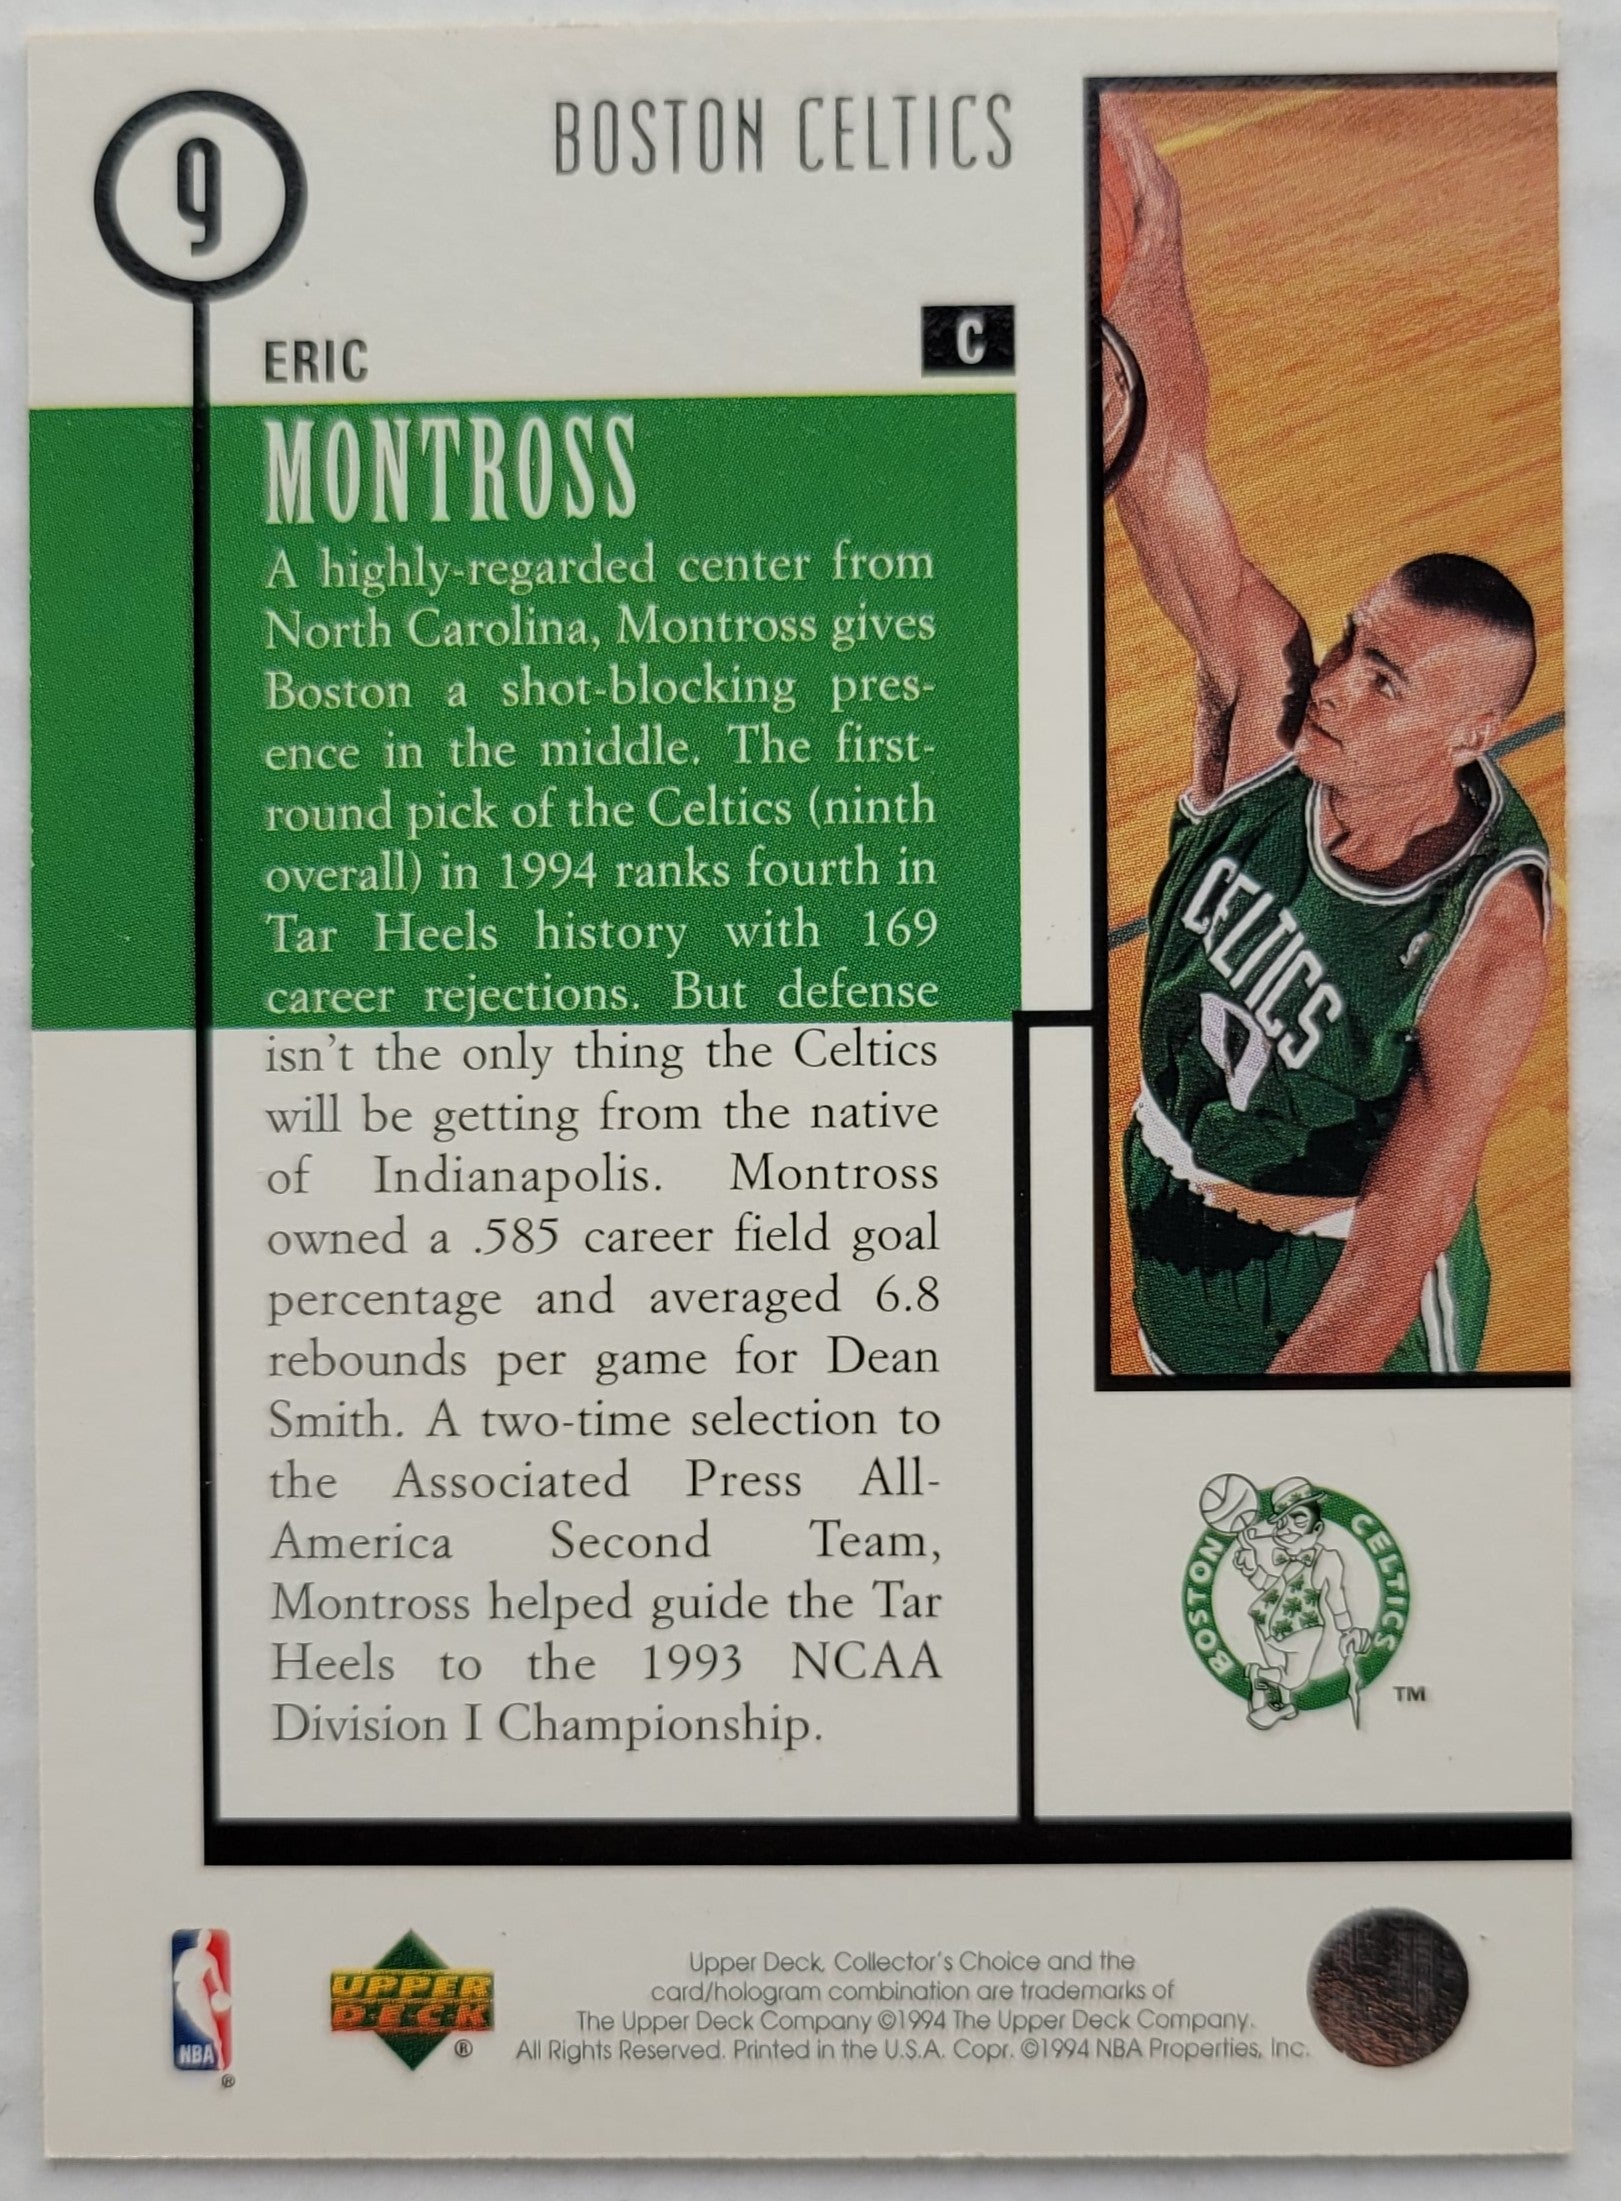 9
BOSTON CELTICS
ERIC
C
MONTROSS
A highly-regarded center from
North Carolina, Montross gives
Boston a shot-blocking pres-
ence in the middle. The first-
round pick of the Celtics (ninth
overall) in 1994 ranks fourth in
Tar Heels history with 169
career rejections. But defense
isn't the only thing the Celtics
will be getting from the native
of Indianapolis. Montross
owned a .585 career field goal
percentage and averaged 6.8
rebounds per game for Dean
Smith. A two-time selection to
the Associated Press All-
America Second Team,
Montross helped guide the Tar
Heels to the 1993 NCAA
Division I Championship.
CELTICS
0
BOSTON CELTICS
TM
NBA
®
UPPER
DECK
®
Upper Deck, Collector's Choice and the
card/hologram combination are trademarks of
The Upper Deck Company ©1994 The Upper Deck Company.
All Rights Reserved. Printed in the U.S.A. Copr. ©1994 NBA Properties, Inc.